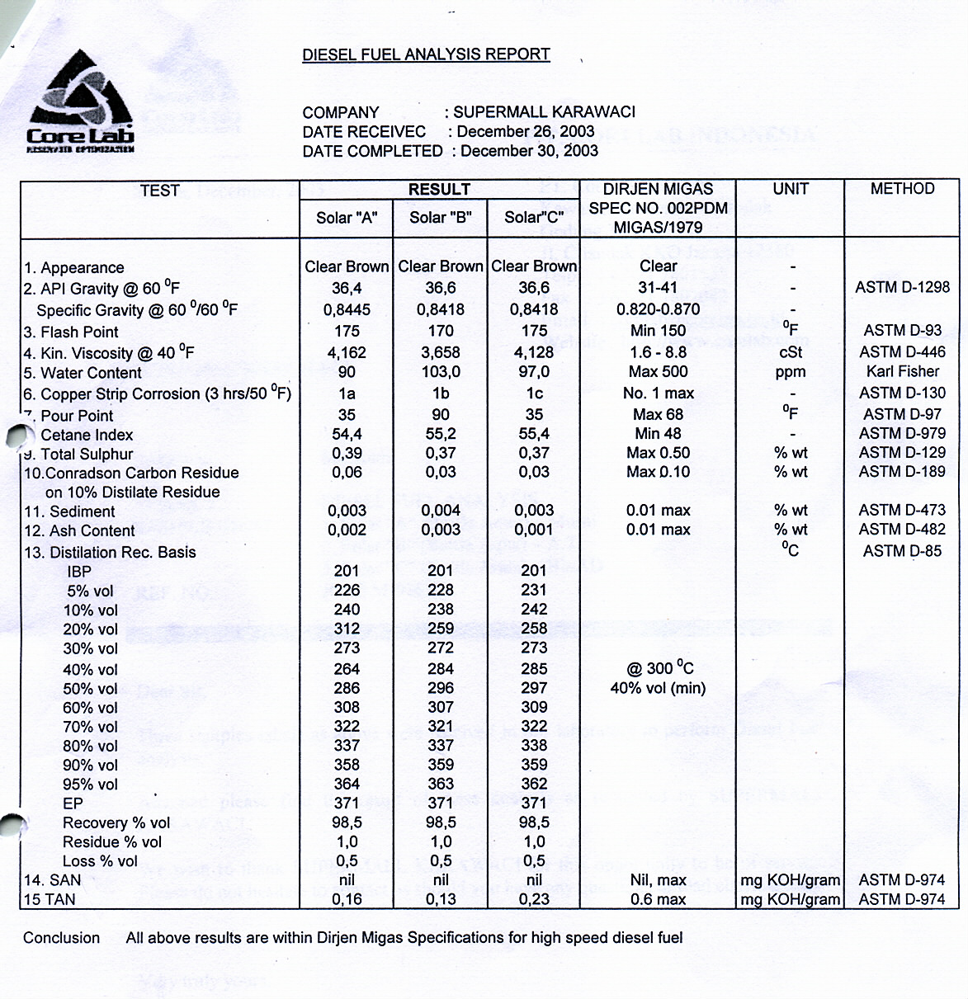 DIESEL FUEL ANALYSIS REPORT
Core Lab
RESERVOIR OPTIMIZATION
COMPANY : SUPERMALL KARAWACI
DATE RECEIVEC : December 26, 2003
DATE COMPLETED : December 30, 2003
TEST RESULT DIRJEN MIGAS SPEC NO. 002PDM MIGAS/1979 UNIT METHOD
Solar "A" Solar "B" Solar"C"
1. Appearance Clear Brown Clear Brown Clear Brown Clear -
2. API Gravity @ 60 ⁰F 36,4 36,6 36,6 31-41 - ASTM D-1298
Specific Gravity @ 60 ⁰/60 ⁰F 0,8445 0,8418 0,8418 0.820-0.870 -
3. Flash Point 175 170 175 Min 150 ⁰F ASTM D-93
4. Kin. Viscosity @ 40 ⁰F 4,162 3,658 4,128 1.6 - 8.8 cSt ASTM D-446
5. Water Content 90 103,0 97,0 Max 500 ppm Karl Fisher
6. Copper Strip Corrosion (3 hrs/50 ⁰F) 1a 1b 1c No. 1 max - ASTM D-130
7. Pour Point 35 90 35 Max 68 ⁰F ASTM D-97
Cetane Index 54,4 55,2 55,4 Min 48 - ASTM D-979
9. Total Sulphur 0,39 0,37 0,37 Max 0.50 % wt ASTM D-129
10.Conradson Carbon Residue 0,06 0,03 0,03 Max 0.10 % wt ASTM D-189
on 10% Distilate Residue
11. Sediment 0,003 0,004 0,003 0.01 max % wt ASTM D-473
12. Ash Content 0,002 0,003 0,001 0.01 max % wt ASTM D-482
13. Distilation Rec. Basis ⁰C ASTM D-85
IBP 201 201 201
5% vol 226 228 231
10% vol 240 238 242
20% vol 312 259 258
30% vol 273 272 273
40% vol 264 284 285 @ 300 ⁰C
50% vol 286 296 297 40% vol (min)
60% vol 308 307 309
70% vol 322 321 322
80% vol 337 337 338
90% vol 358 359 359
95% vol 364 363 362
EP 371 371 371
Recovery % vol 98,5 98,5 98,5
Residue % vol 1,0 1,0 1,0
Loss % vol 0,5 0,5 0,5
14. SAN nil nil nil Nil, max mg KOH/gram ASTM D-974
15 TAN 0,16 0,13 0,23 0.6 max mg KOH/gram ASTM D-974
Conclusion All above results are within Dirjen Migas Specifications for high speed diesel fuel